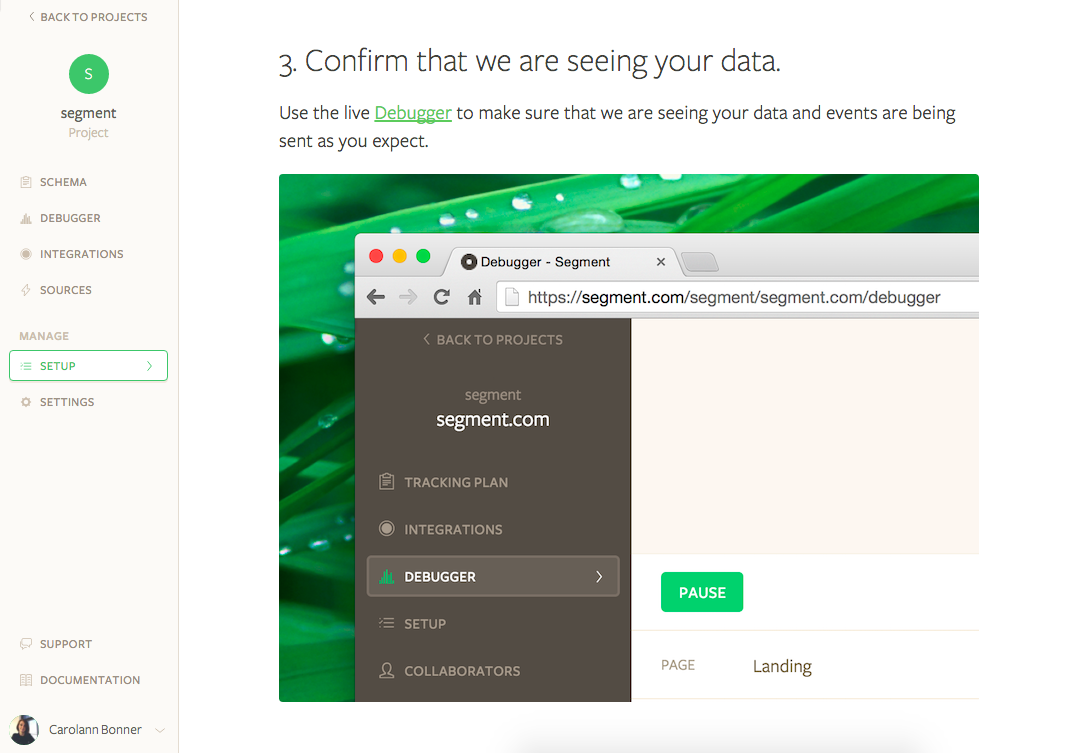 BACK TO PROJECTS
S
segment
Project
SCHEMA
DEBUGGER
INTEGRATIONS
SOURCES
MANAGE
SETUP
SETTINGS
SUPPORT
DOCUMENTATION
Carolann Bonner
3. Confirm that we are seeing your data.
Use the live Debugger to make sure that we are seeing your data and events are being
sent as you expect.
Debugger - Segment
https://segment.com/segment/segment.com/debugger
BACK TO PROJECTS
segment
segment.com
TRACKING PLAN
INTEGRATIONS
DEBUGGER
SETUP
COLLABORATORS
PAUSE
PAGE Landing